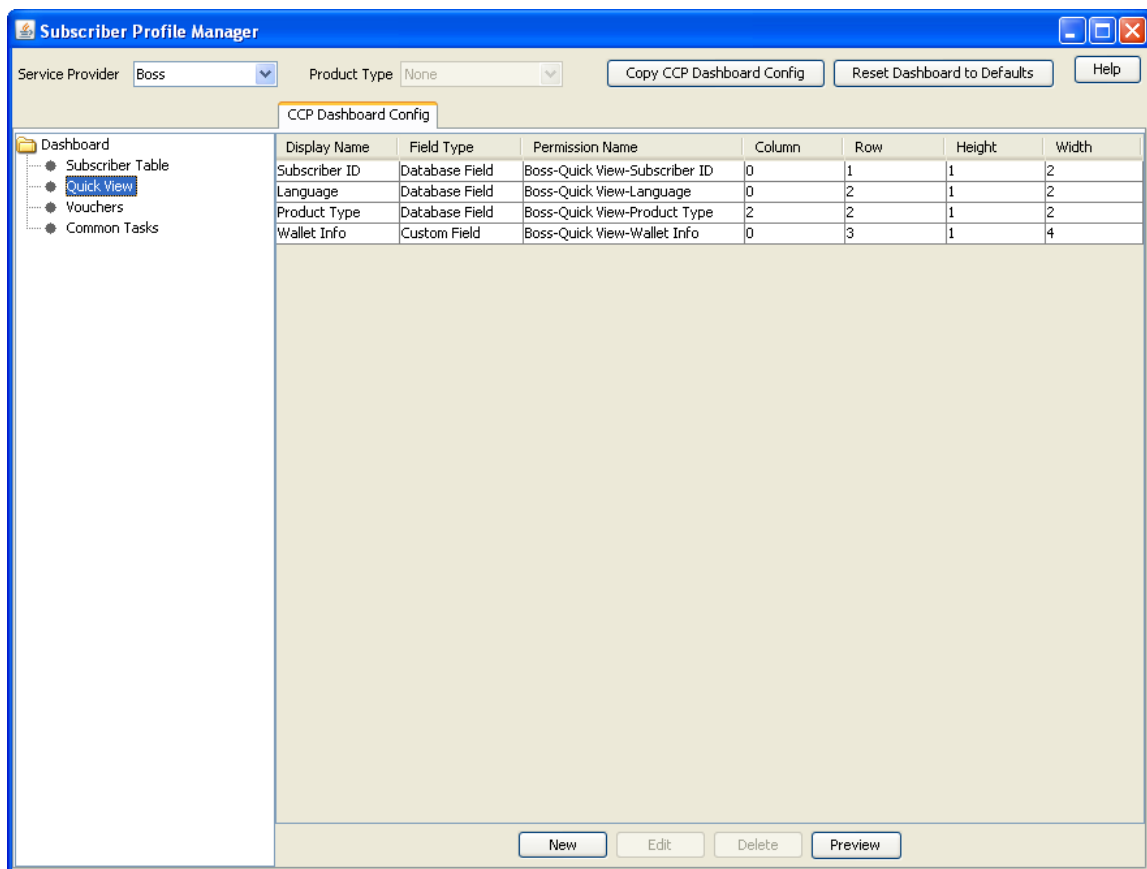 Subscriber Profile Manager
Service Provider Boss Product Type None Copy CCP Dashboard Config Reset Dashboard to Defaults Help
CCP Dashboard Config
Dashboard
Subscriber Table
Quick View
Vouchers
Common Tasks
Display Name Field Type Permission Name Column Row Height Width
Subscriber ID Database Field Boss-Quick View-Subscriber ID 0 1 1 2
Language Database Field Boss-Quick View-Language 0 2 1 2
Product Type Database Field Boss-Quick View-Product Type 2 2 1 2
Wallet Info Custom Field Boss-Quick View-Wallet Info 0 3 1 4
New Edit Delete Preview